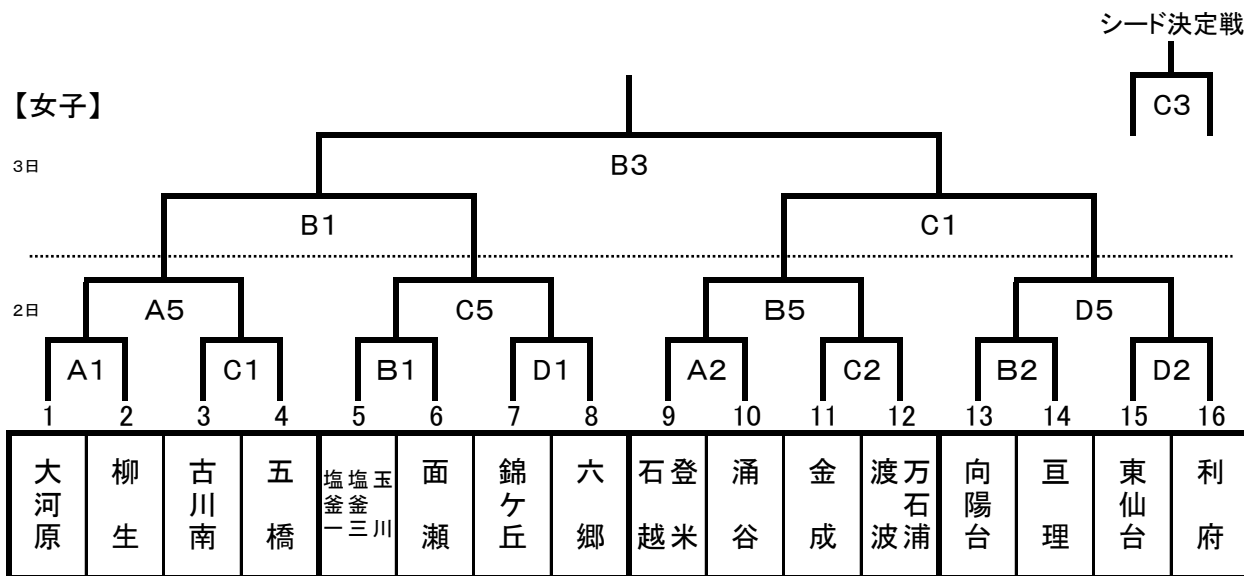 シード決定戦
【女子】
C3
3日
B3
B1 C1
2日
A5 C5 B5 D5
A1 C1 B1 D1 A2 C2 B2 D2
1 2 3 4 5 6 7 8 9 10 11 12 13 14 15 16
大河原
柳生
古川南
五橋
塩釜一
塩釜三
玉川
面瀬
錦ケ丘
六郷
石越
登米
涌谷
金成
渡波
万石浦
向陽台
亘理
東仙台
利府